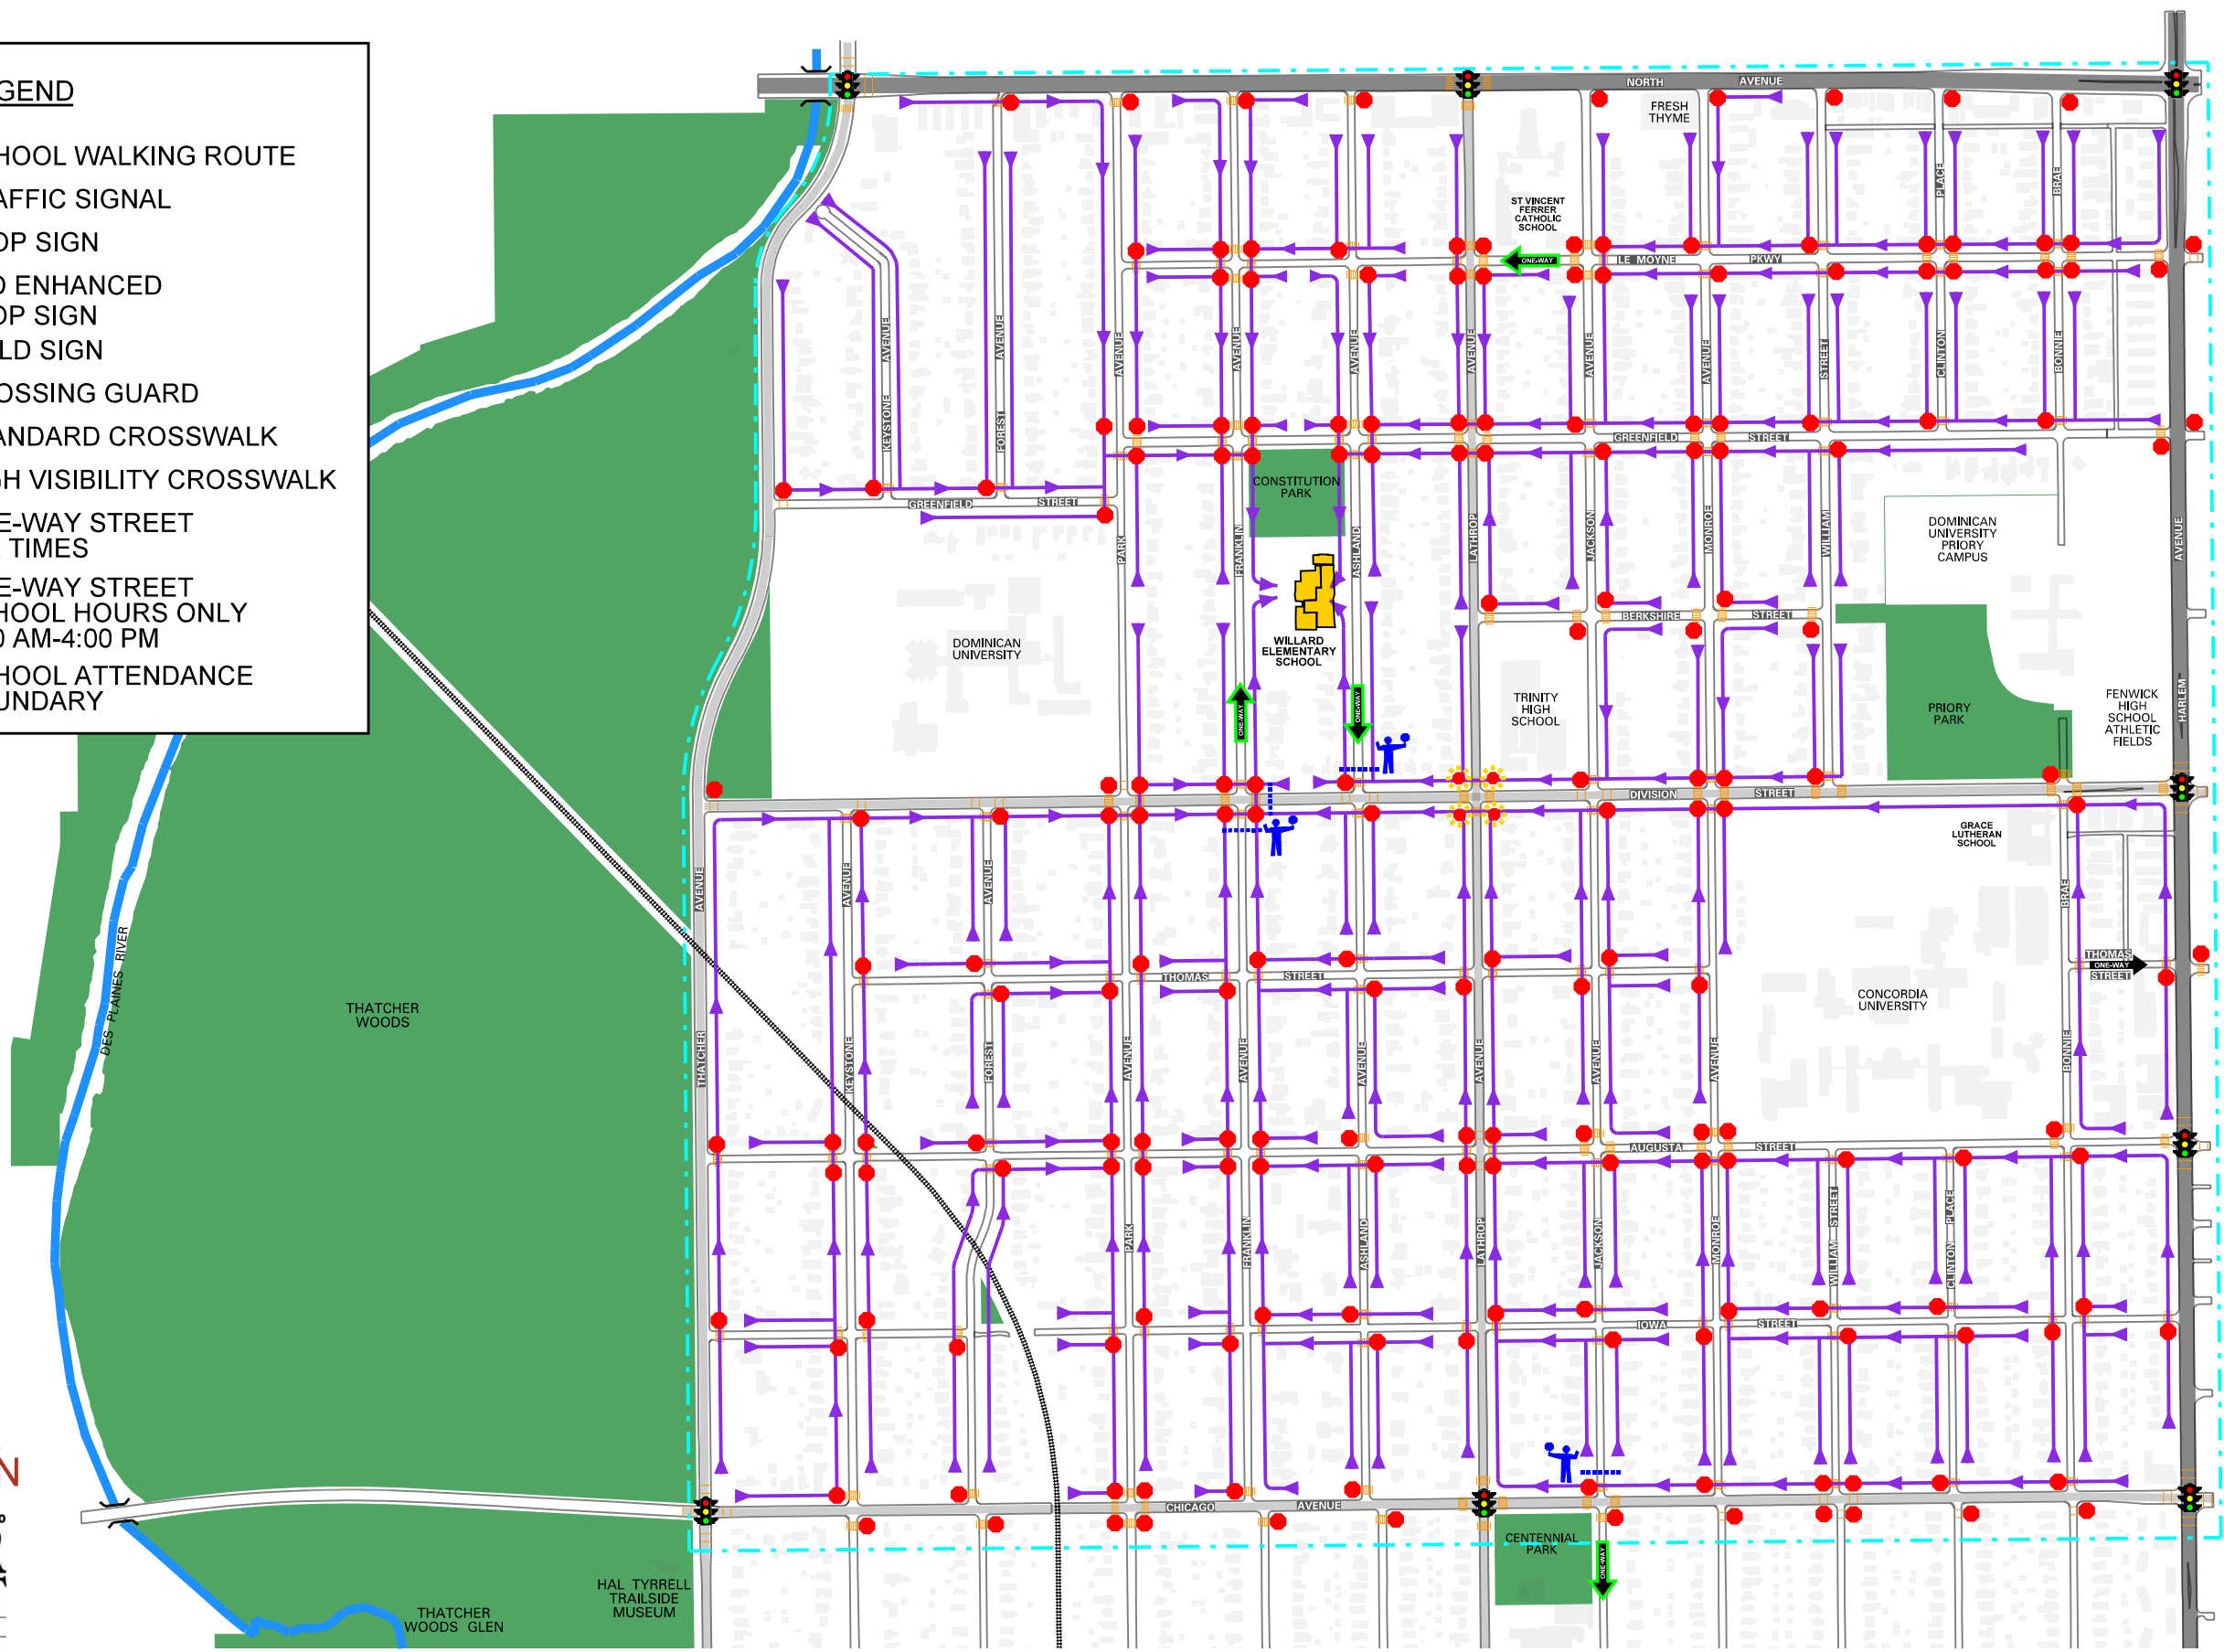 GEND
HOOL WALKING ROUTE
AFFIC SIGNAL
OP SIGN
D ENHANCED
OP SIGN
LD SIGN
OSSING GUARD
ANDARD CROSSWALK
GH VISIBILITY CROSSWALK
E-WAY STREET
TIMES
E-WAY STREET
HOOL HOURS ONLY
0 AM-4:00 PM
HOOL ATTENDANCE
UNDARY
NORTH AVENUE
FRESH
THYME
ST VINCENT
FERRER
CATHOLIC
SCHOOL
ONE-WAY
LE MOYNE PKWY
PLACE
BRAE
KEYSTONE AVENUE
FOREST AVENUE
AVENUE
AVENUE
AVENUE
AVENUE
AVENUE
AVENUE
STREET
CLINTON
BONNIE
GREENFIELD STREET
GREENFIELD STREET
CONSTITUTION
PARK
PARK
FRANKLIN
ASHLAND
LATHROP
JACKSON
MONROE
WILLIAM
AVENUE
DOMINICAN
UNIVERSITY
PRIORY
CAMPUS
BERKSHIRE STREET
DOMINICAN
UNIVERSITY
WILLARD
ELEMENTARY
SCHOOL
TRINITY
HIGH
SCHOOL
PRIORY
PARK
HARLEM
FENWICK
HIGH
SCHOOL
ATHLETIC
FIELDS
ONE-WAY
ONE-WAY
DIVISION STREET
GRACE
LUTHERAN
SCHOOL
AVENUE
AVENUE
AVENUE
BRAE
DES PLAINES RIVER
THATCHER
WOODS
THOMAS STREET
THOMAS
ONE-WAY
STREET
CONCORDIA
UNIVERSITY
THATCHER
KEYSTONE
FOREST
AVENUE
AVENUE
AVENUE
AVENUE
AVENUE
AVENUE
BONNIE
AUGUSTA STREET
PARK
FRANKLIN
ASHLAND
LATHROP
JACKSON
MONROE
WILLIAM STREET
CLINTON PLACE
IOWA STREET
N
CHICAGO AVENUE
CENTENNIAL
PARK
ONE-WAY
HAL TYRRELL
TRAILSIDE
MUSEUM
THATCHER
WOODS GLEN